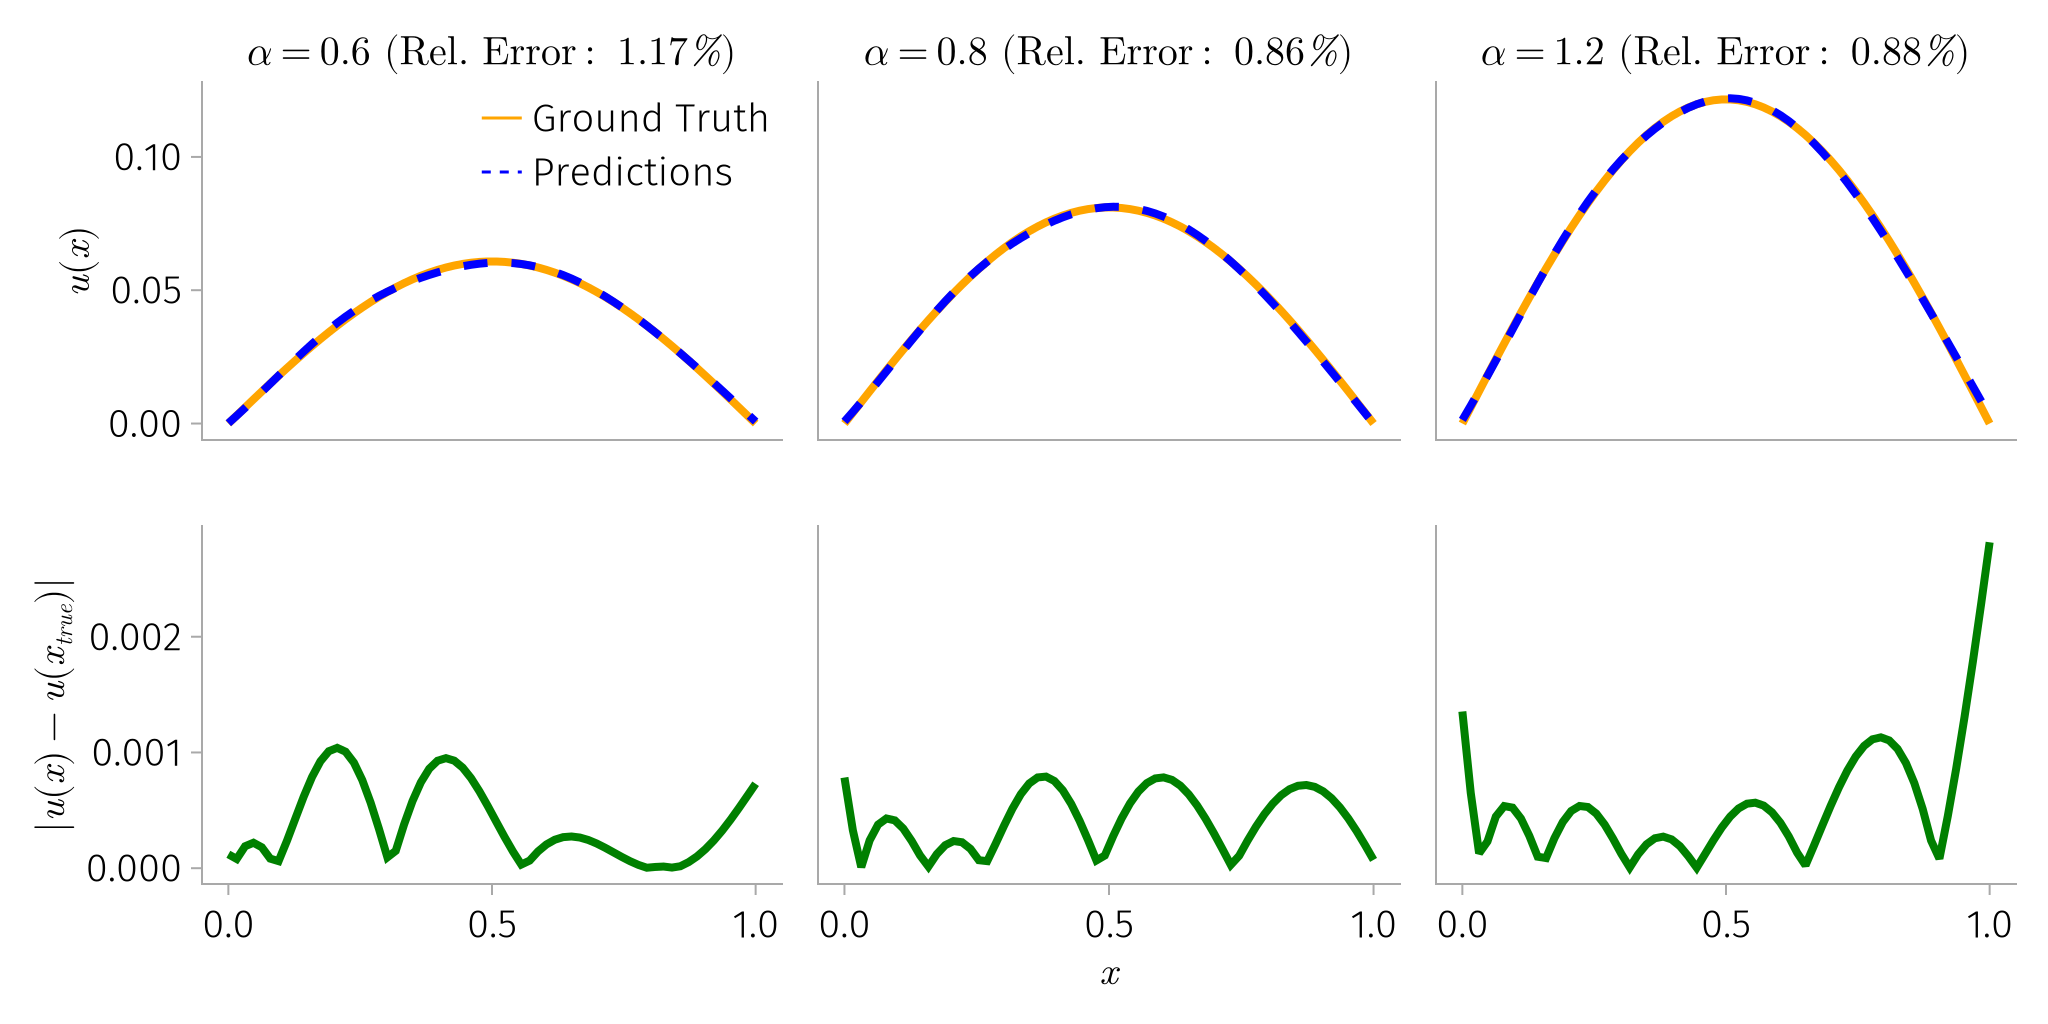 α = 0.6 (Rel. Error : 1.17%)
α = 0.8 (Rel. Error : 0.86%)
α = 1.2 (Rel. Error : 0.88%)
Ground Truth
Predictions
0.10
0.05
0.00
u(x)
0.002
0.001
0.000
|u(x) − u(x_{true})|
0.0 0.5 1.0
0.0 0.5 1.0
0.0 0.5 1.0
x